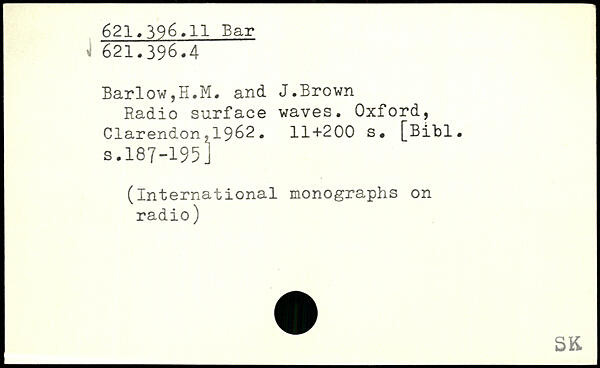 621.396.11 Bar
621.396.4
Barlow,H.M. and J.Brown
Radio surface waves. Oxford,
Clarendon,1962. 11+200 s. [Bibl.
s.187-195]
(International monographs on
radio)
SK